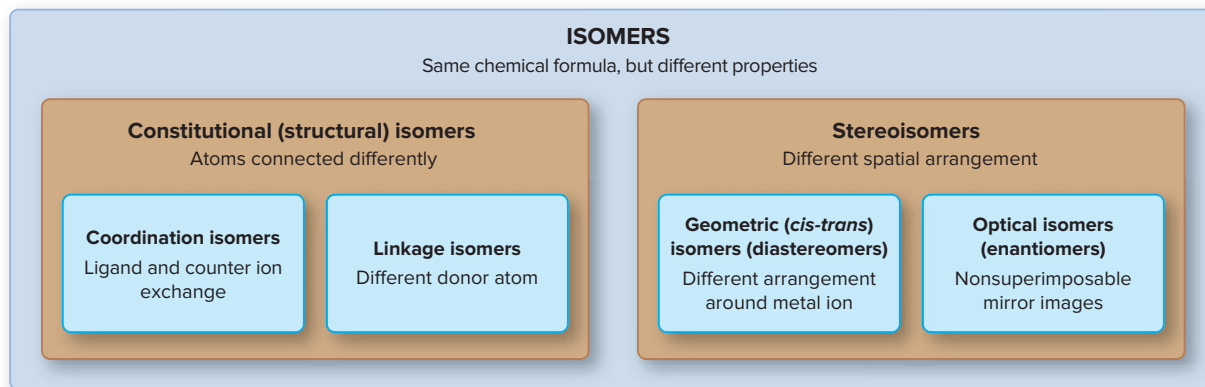 ISOMERS
Same chemical formula, but different properties
Constitutional (structural) isomers
Atoms connected differently
Coordination isomers
Ligand and counter ion
exchange
Linkage isomers
Different donor atom
Stereoisomers
Different spatial arrangement
Geometric (cis-trans)
isomers (diastereomers)
Different arrangement
around metal ion
Optical isomers
(enantiomers)
Nonsuperimposable
mirror images